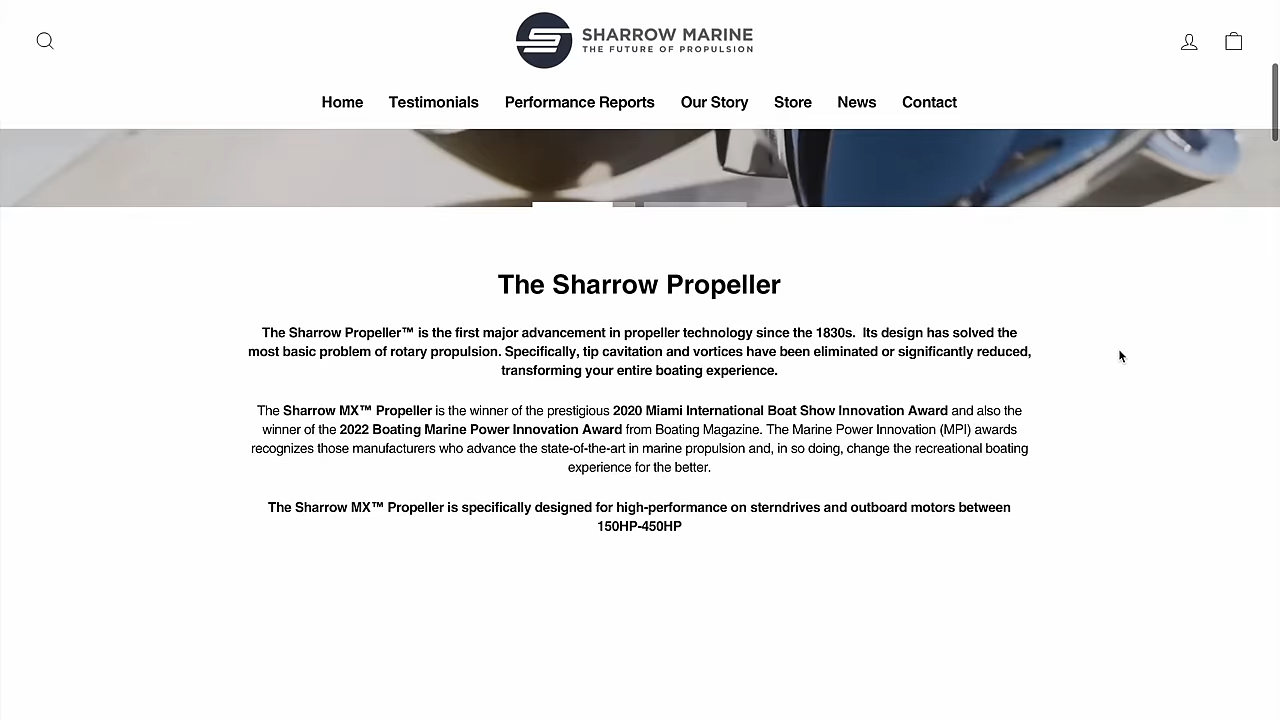 SHARROW MARINE
THE FUTURE OF PROPULSION
Home Testimonials Performance Reports Our Story Store News Contact
The Sharrow Propeller
The Sharrow Propeller™ is the first major advancement in propeller technology since the 1830s. Its design has solved the
most basic problem of rotary propulsion. Specifically, tip cavitation and vortices have been eliminated or significantly reduced,
transforming your entire boating experience.
The Sharrow MX™ Propeller is the winner of the prestigious 2020 Miami International Boat Show Innovation Award and also the
winner of the 2022 Boating Marine Power Innovation Award from Boating Magazine. The Marine Power Innovation (MPI) awards
recognizes those manufacturers who advance the state-of-the-art in marine propulsion and, in so doing, change the recreational boating
experience for the better.
The Sharrow MX™ Propeller is specifically designed for high-performance on sterndrives and outboard motors between
150HP-450HP